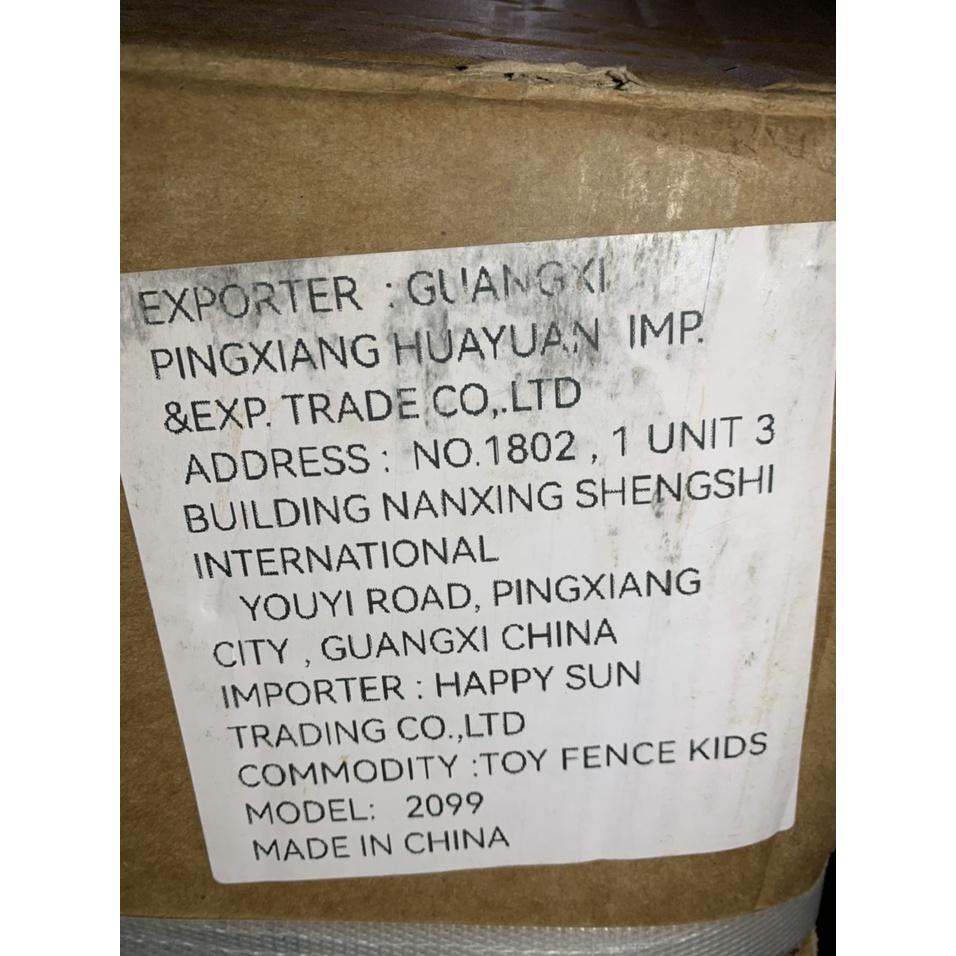 EXPORTER : GUANGXI
PINGXIANG HUAYUAN IMP.
&EXP. TRADE CO,.LTD
ADDRESS : NO.1802 , 1 UNIT 3
BUILDING NANXING SHENGSHI
INTERNATIONAL
YOUYI ROAD, PINGXIANG
CITY , GUANGXI CHINA
IMPORTER : HAPPY SUN
TRADING CO.,LTD
COMMODITY :TOY FENCE KIDS
MODEL: 2099
MADE IN CHINA